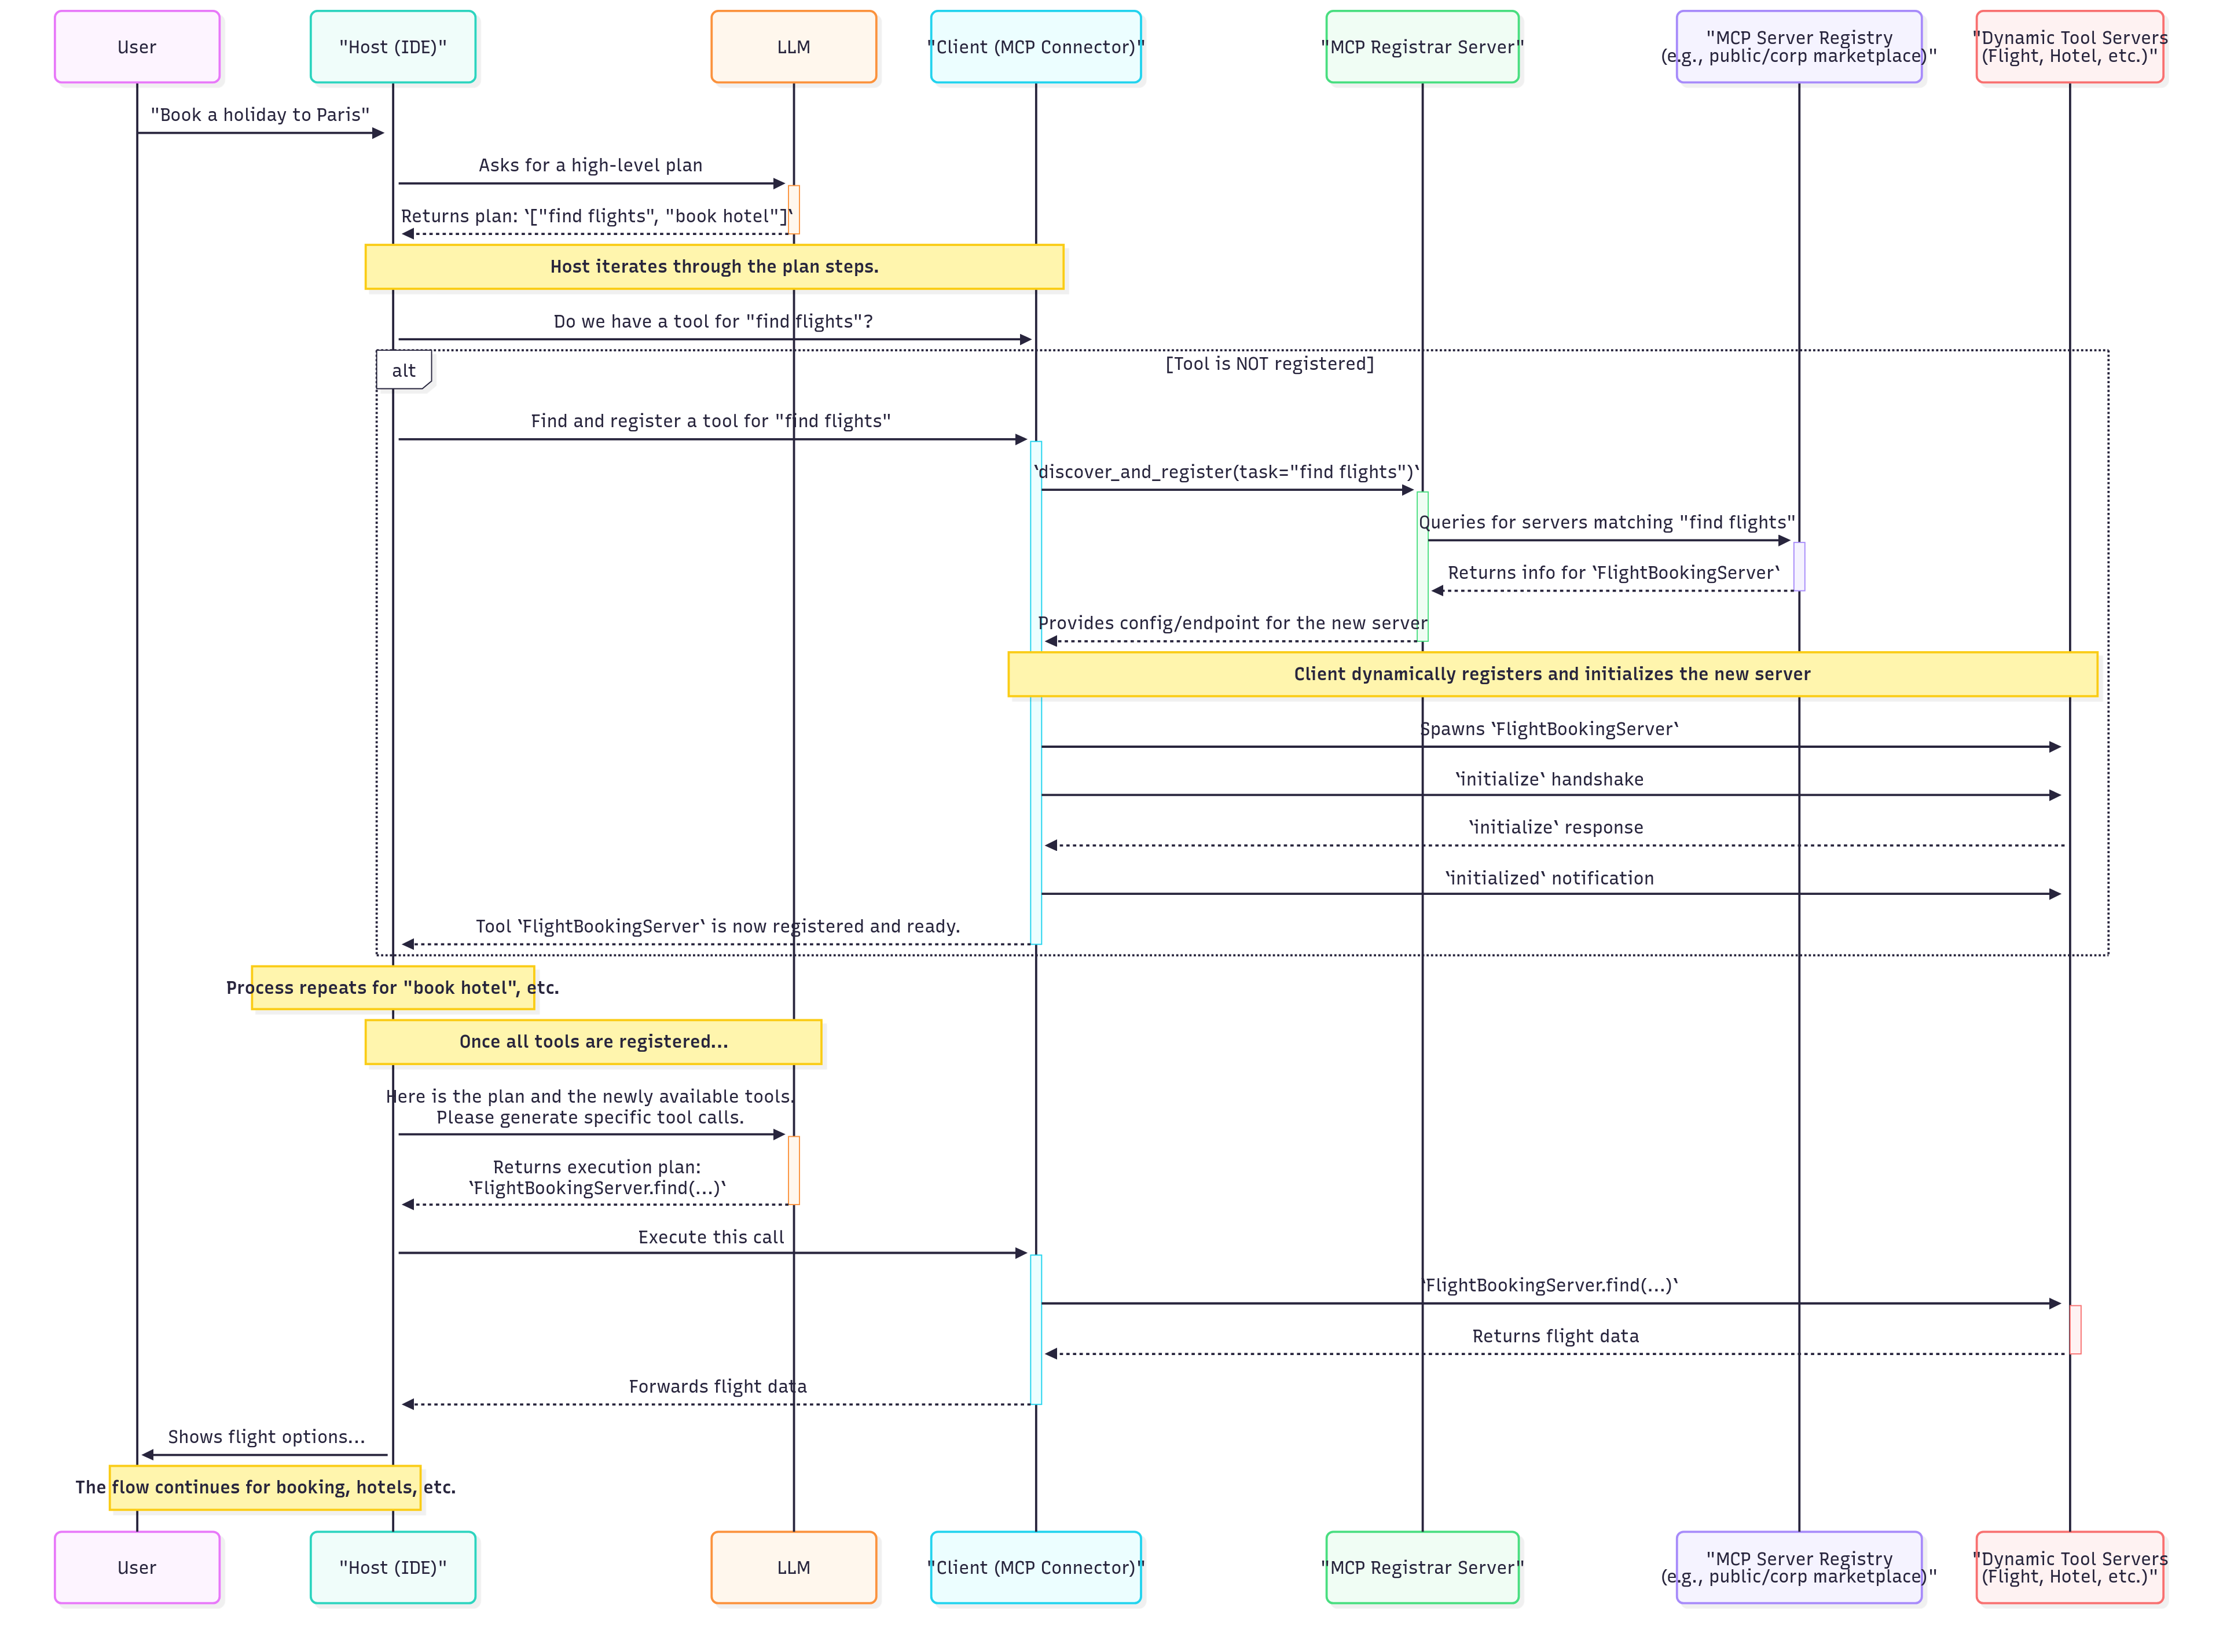 User
"Host (IDE)"
LLM
"Client (MCP Connector)"
"MCP Registrar Server"
"MCP Server Registry
(e.g., public/corp marketplace)"
"Dynamic Tool Servers
(Flight, Hotel, etc.)"
"Book a holiday to Paris"
Asks for a high-level plan
Returns plan: `["find flights", "book hotel"]`
Host iterates through the plan steps.
Do we have a tool for "find flights"?
alt
[Tool is NOT registered]
Find and register a tool for "find flights"
`discover_and_register(task="find flights")`
Queries for servers matching "find flights"
Returns info for `FlightBookingServer`
Provides config/endpoint for the new server
Client dynamically registers and initializes the new server
Spawns `FlightBookingServer`
`initialize` handshake
`initialize` response
`initialized` notification
Tool `FlightBookingServer` is now registered and ready.
Process repeats for "book hotel", etc.
Once all tools are registered...
Here is the plan and the newly available tools.
Please generate specific tool calls.
Returns execution plan:
`FlightBookingServer.find(...)`
Execute this call
`FlightBookingServer.find(...)`
Returns flight data
Forwards flight data
Shows flight options...
The flow continues for booking, hotels, etc.
User
"Host (IDE)"
LLM
"Client (MCP Connector)"
"MCP Registrar Server"
"MCP Server Registry
(e.g., public/corp marketplace)"
"Dynamic Tool Servers
(Flight, Hotel, etc.)"